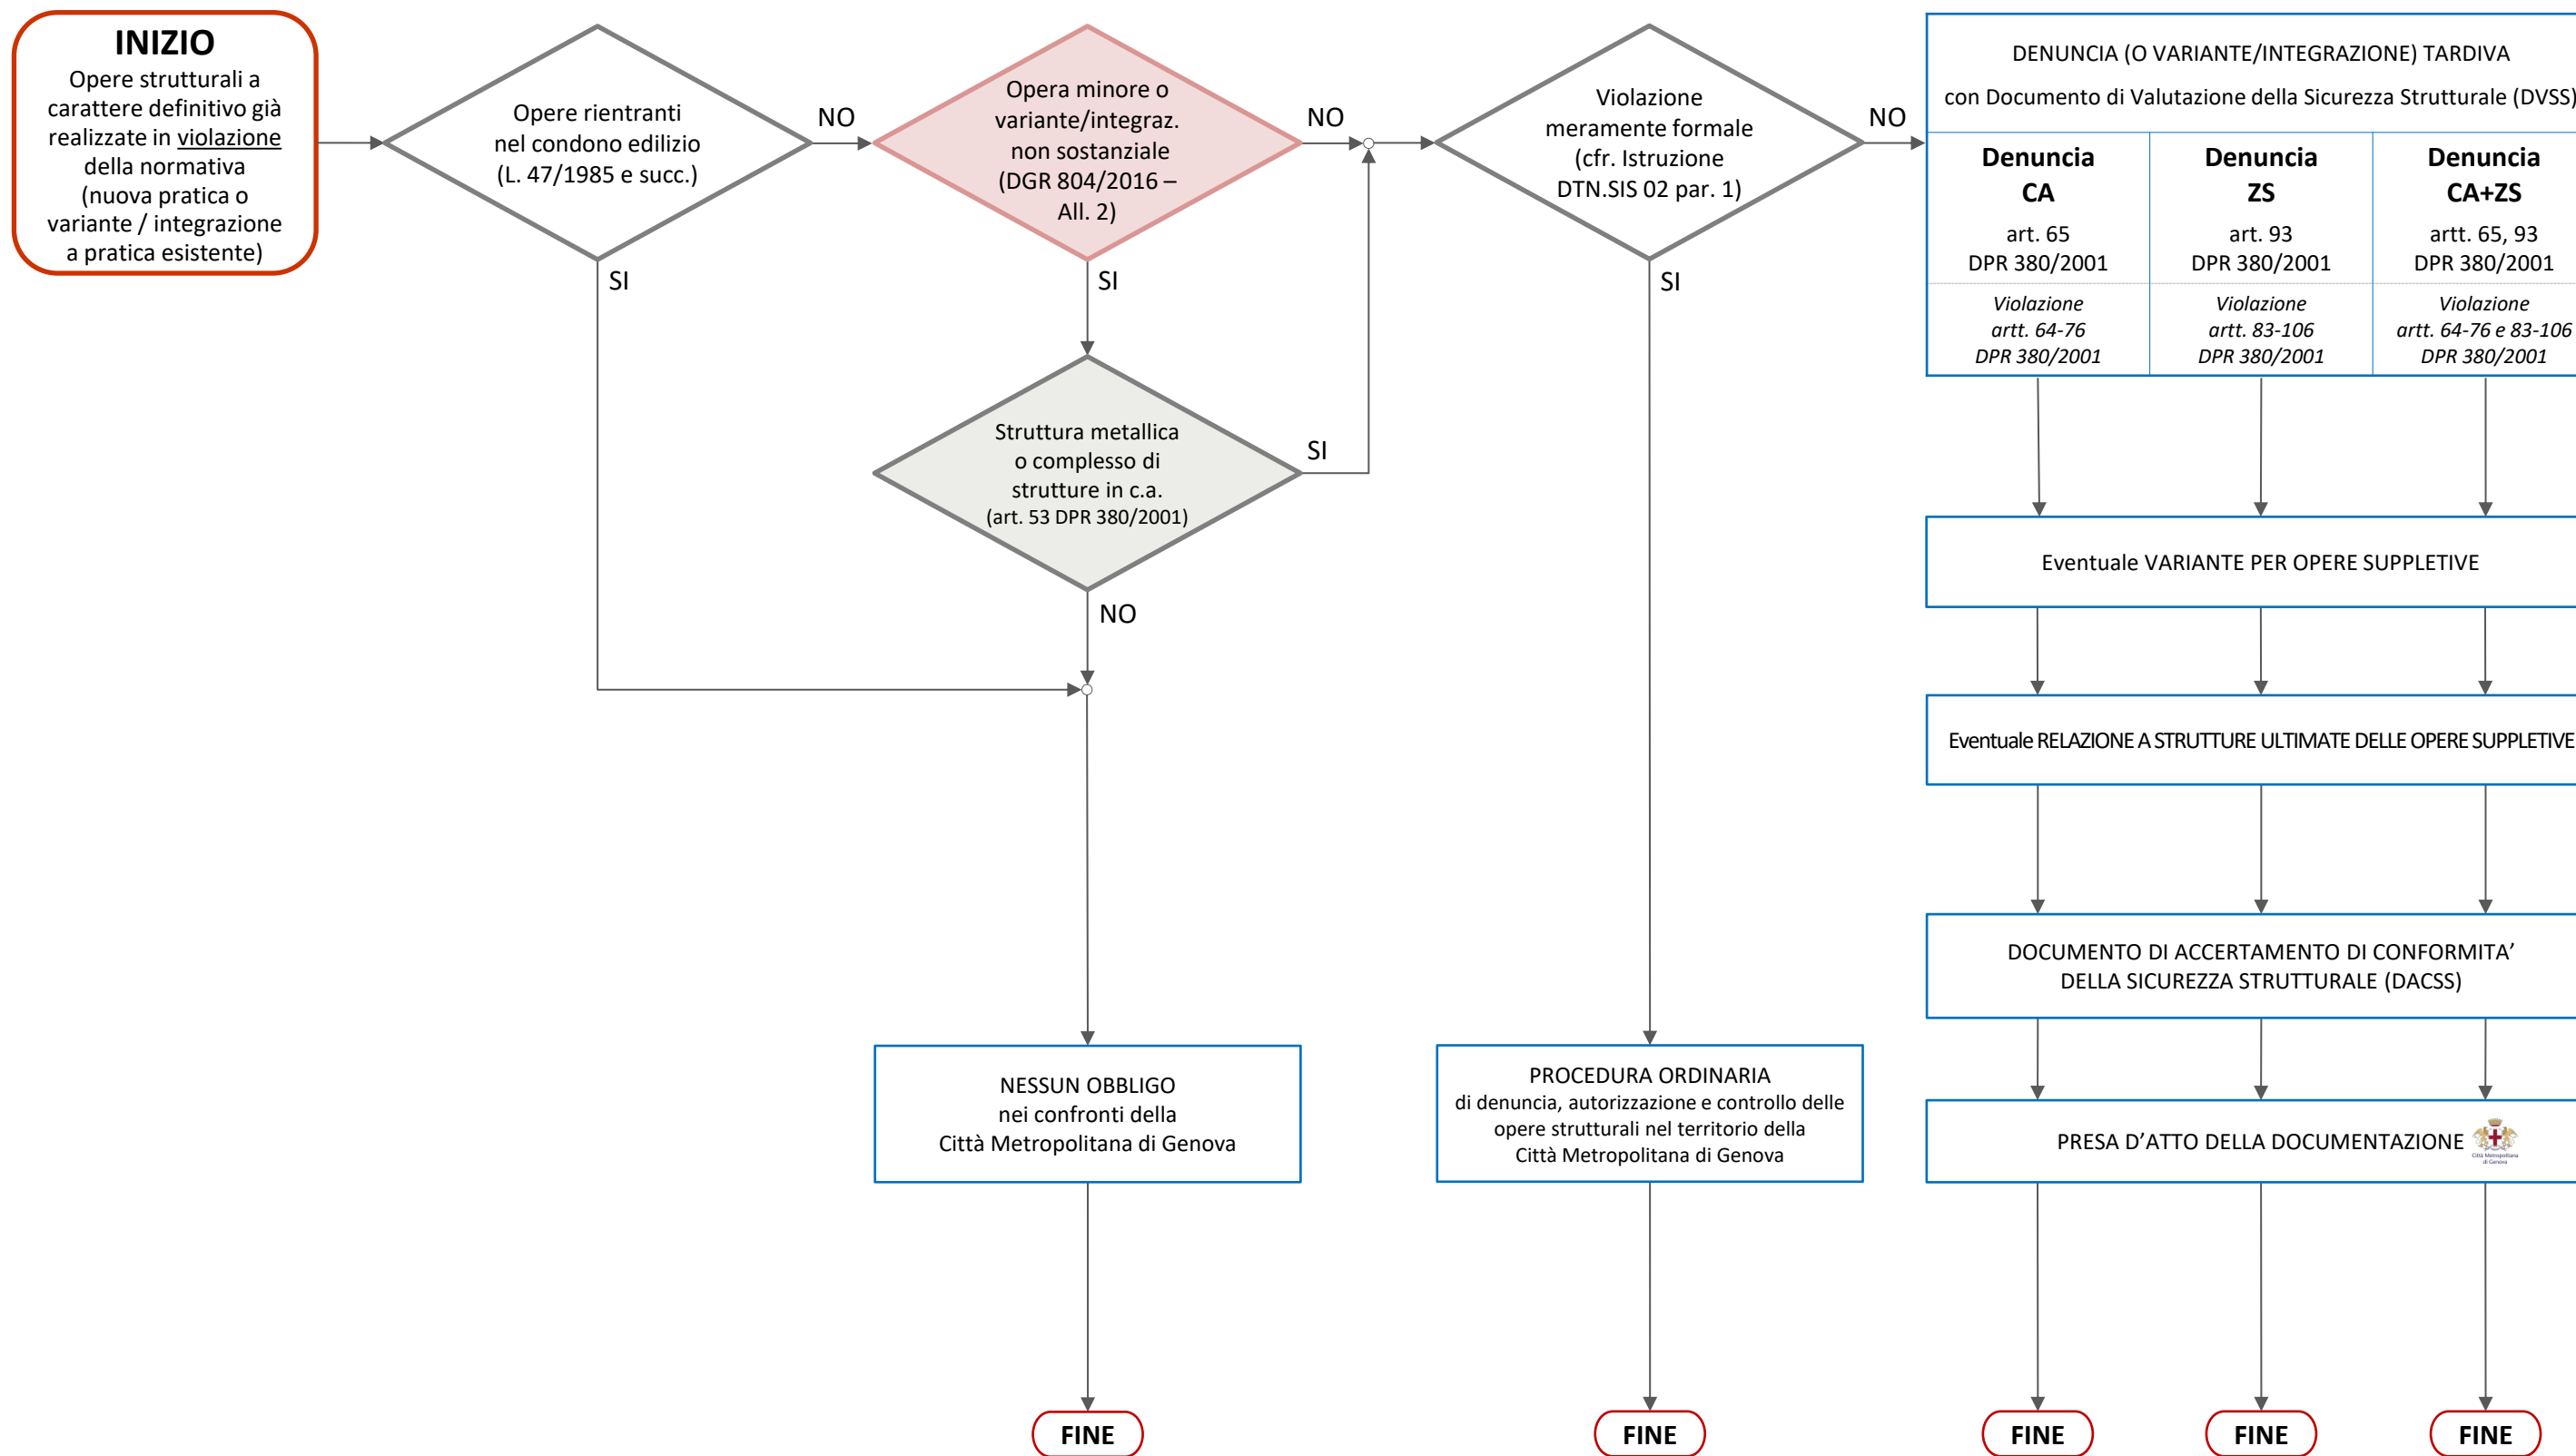 INIZIO
Opere strutturali a
carattere definitivo già
realizzate in violazione
della normativa
(nuova pratica o
variante / integrazione
a pratica esistente)
Opere rientranti
nel condono edilizio
(L. 47/1985 e succ.)
NO
SI
Opera minore o
variante/integraz.
non sostanziale
(DGR 804/2016 –
All. 2)
NO
SI
Struttura metallica
o complesso di
strutture in c.a.
(art. 53 DPR 380/2001)
SI
NO
Violazione
meramente formale
(cfr. Istruzione
DTN.SIS 02 par. 1)
NO
SI
DENUNCIA (O VARIANTE/INTEGRAZIONE) TARDIVA
con Documento di Valutazione della Sicurezza Strutturale (DVSS)
Denuncia
CA
art. 65
DPR 380/2001
Violazione
artt. 64-76
DPR 380/2001
Denuncia
ZS
art. 93
DPR 380/2001
Violazione
artt. 83-106
DPR 380/2001
Denuncia
CA+ZS
artt. 65, 93
DPR 380/2001
Violazione
artt. 64-76 e 83-106
DPR 380/2001
Eventuale VARIANTE PER OPERE SUPPLETIVE
Eventuale RELAZIONE A STRUTTURE ULTIMATE DELLE OPERE SUPPLETIVE
DOCUMENTO DI ACCERTAMENTO DI CONFORMITA’
DELLA SICUREZZA STRUTTURALE (DACSS)
NESSUN OBBLIGO
nei confronti della
Città Metropolitana di Genova
PROCEDURA ORDINARIA
di denuncia, autorizzazione e controllo delle
opere strutturali nel territorio della
Città Metropolitana di Genova
PRESA D’ATTO DELLA DOCUMENTAZIONE
Città Metropolitana
di Genova
FINE
FINE
FINE
FINE
FINE